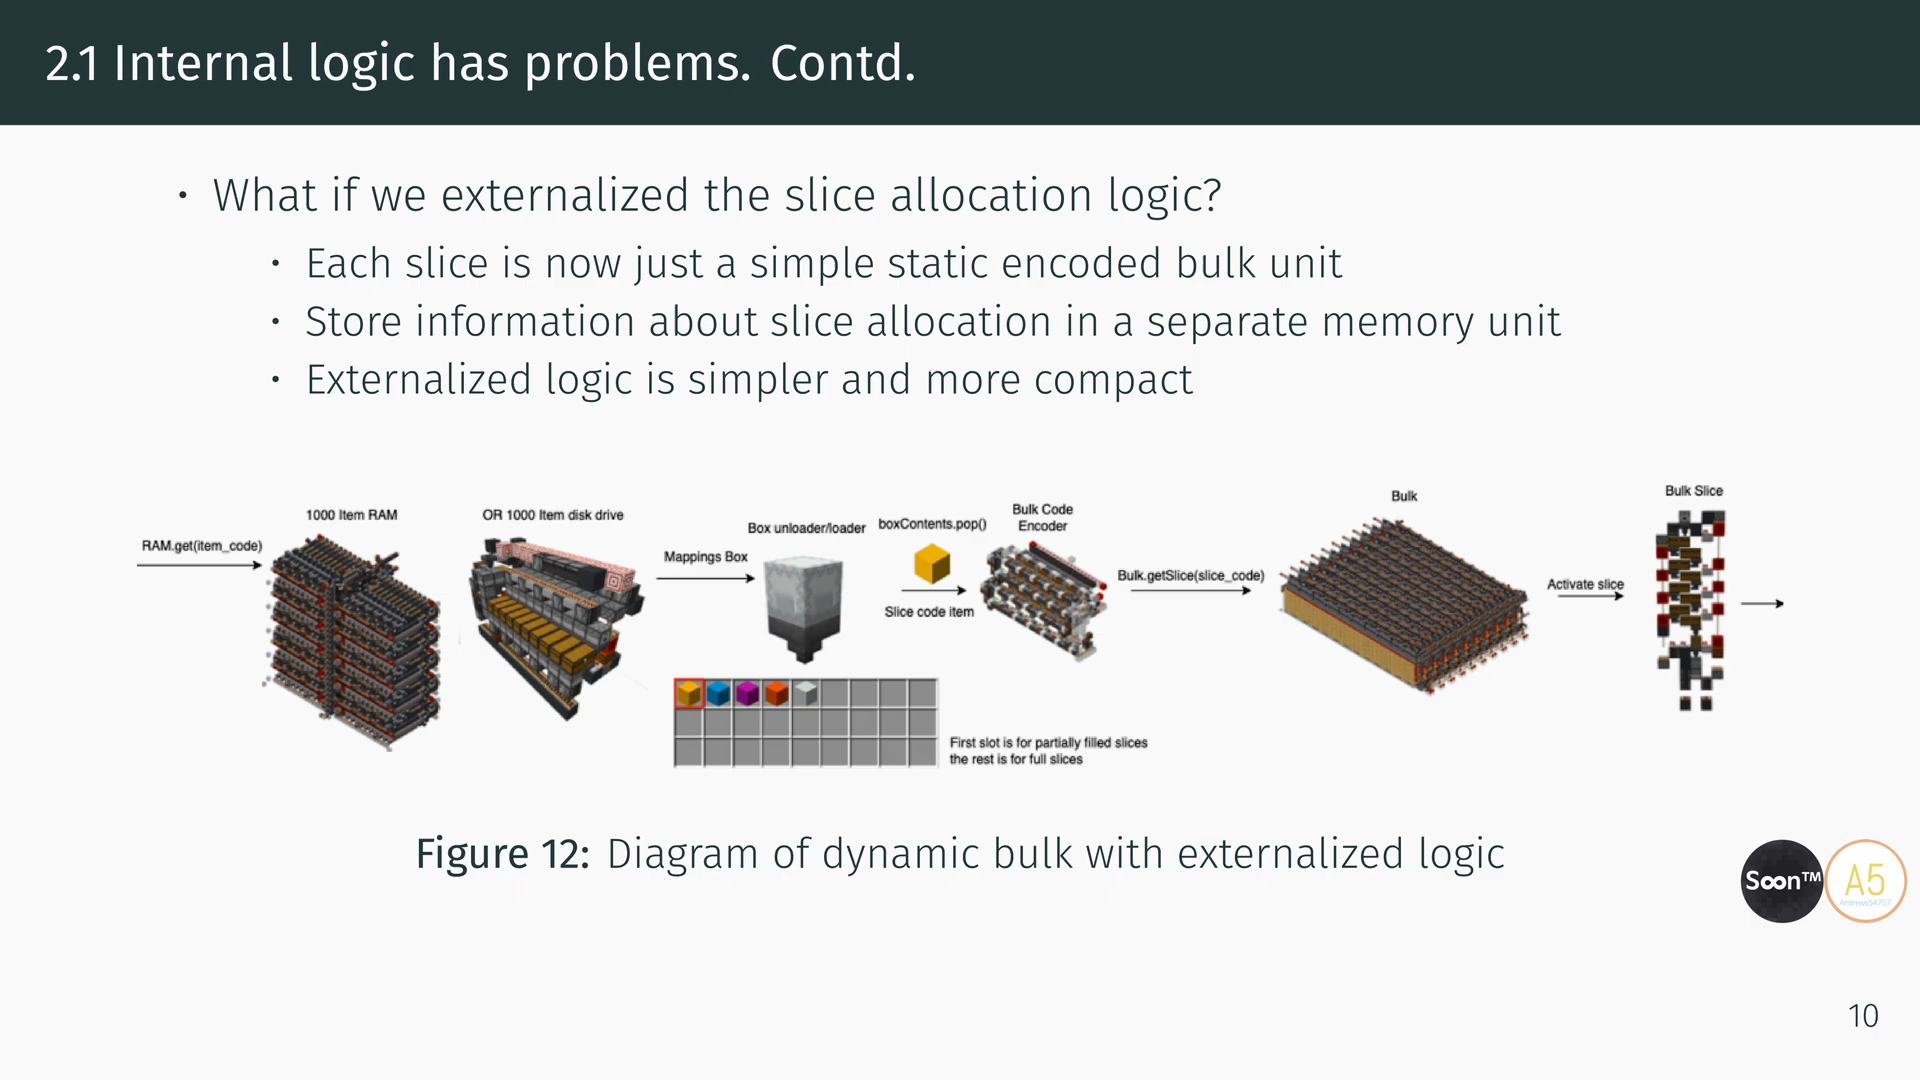 2.1 Internal logic has problems. Contd.
• What if we externalized the slice allocation logic?
• Each slice is now just a simple static encoded bulk unit
• Store information about slice allocation in a separate memory unit
• Externalized logic is simpler and more compact
RAM.get(item_code)
1000 Item RAM
OR 1000 Item disk drive
Mappings Box
Box unloader/loader
boxContents.pop()
Slice code item
Bulk Code
Encoder
Bulk.getSlice(slice_code)
Bulk
Activate slice
Bulk Slice
First slot is for partially filled slices
the rest is for full slices
Figure 12: Diagram of dynamic bulk with externalized logic
Soon™
A5
Andrews54757
10